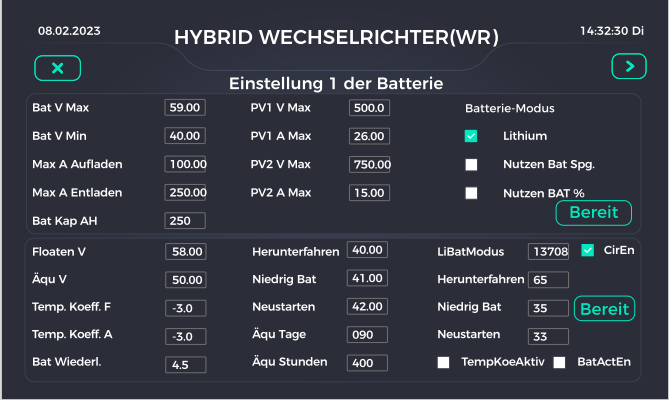 08.02.2023 HYBRID WECHSELRICHTER(WR) 14:32:30 Di
Einstellung 1 der Batterie
Bat V Max 59.00 PV1 V Max 500.0 Batterie-Modus
Bat V Min 40.00 PV1 A Max 26.00 Lithium
Max A Aufladen 100.00 PV2 V Max 750.00 Nutzen Bat Spg.
Max A Entladen 250.00 PV2 A Max 15.00 Nutzen BAT %
Bat Kap AH 250 Bereit
Floaten V 58.00 Herunterfahren 40.00 LiBatModus 13708 CirEn
Äqu V 50.00 Niedrig Bat 41.00 Herunterfahren 65
Temp. Koeff. F -3.0 Neustarten 42.00 Niedrig Bat 35 Bereit
Temp. Koeff. A -3.0 Äqu Tage 090 Neustarten 33
Bat Wiederl. 4.5 Äqu Stunden 400 TempKoeAktiv BatActEn